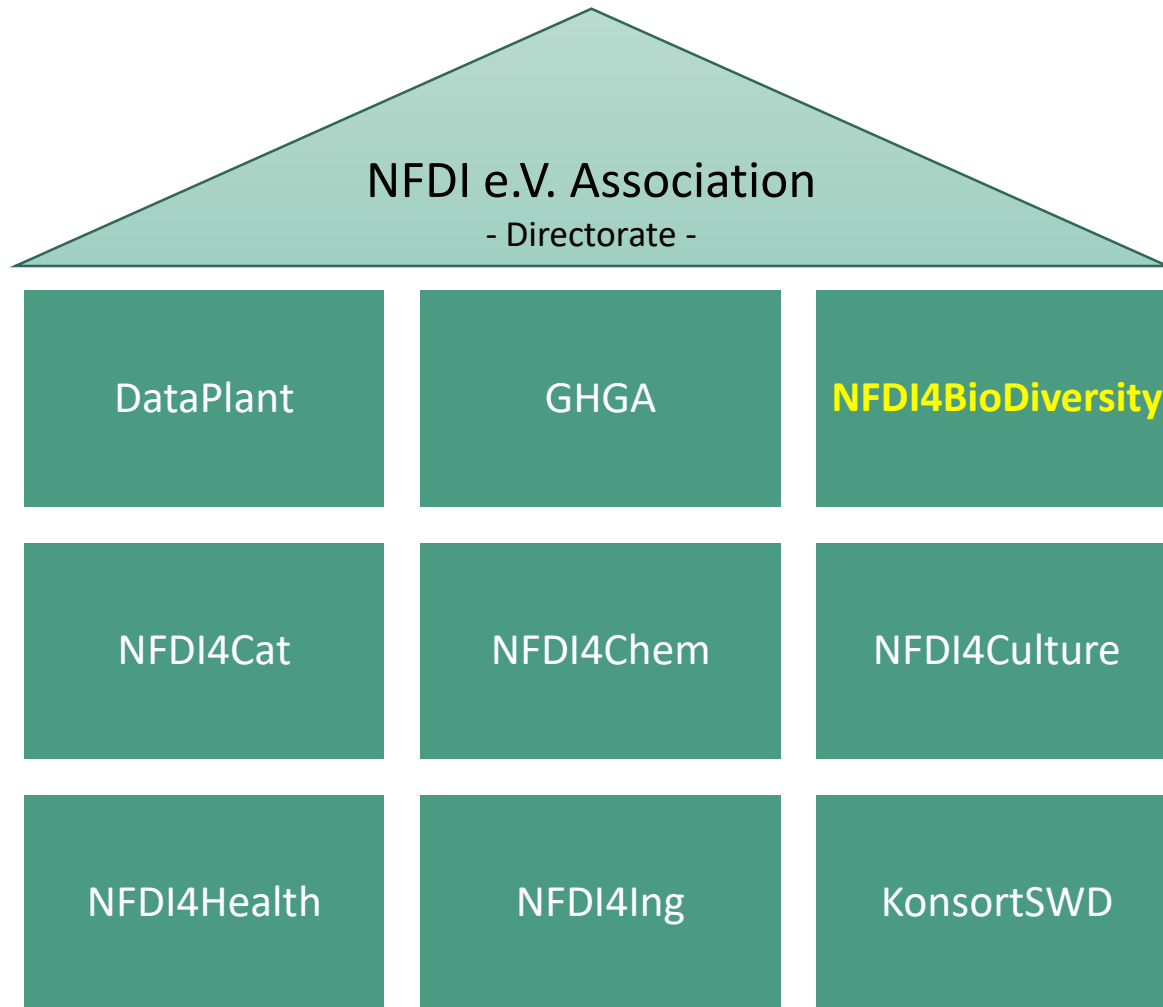 NFDI e.V. Association
- Directorate -
DataPlant
GHGA
NFDI4BioDiversity
NFDI4Cat
NFDI4Chem
NFDI4Culture
NFDI4Health
NFDI4Ing
KonsortSWD